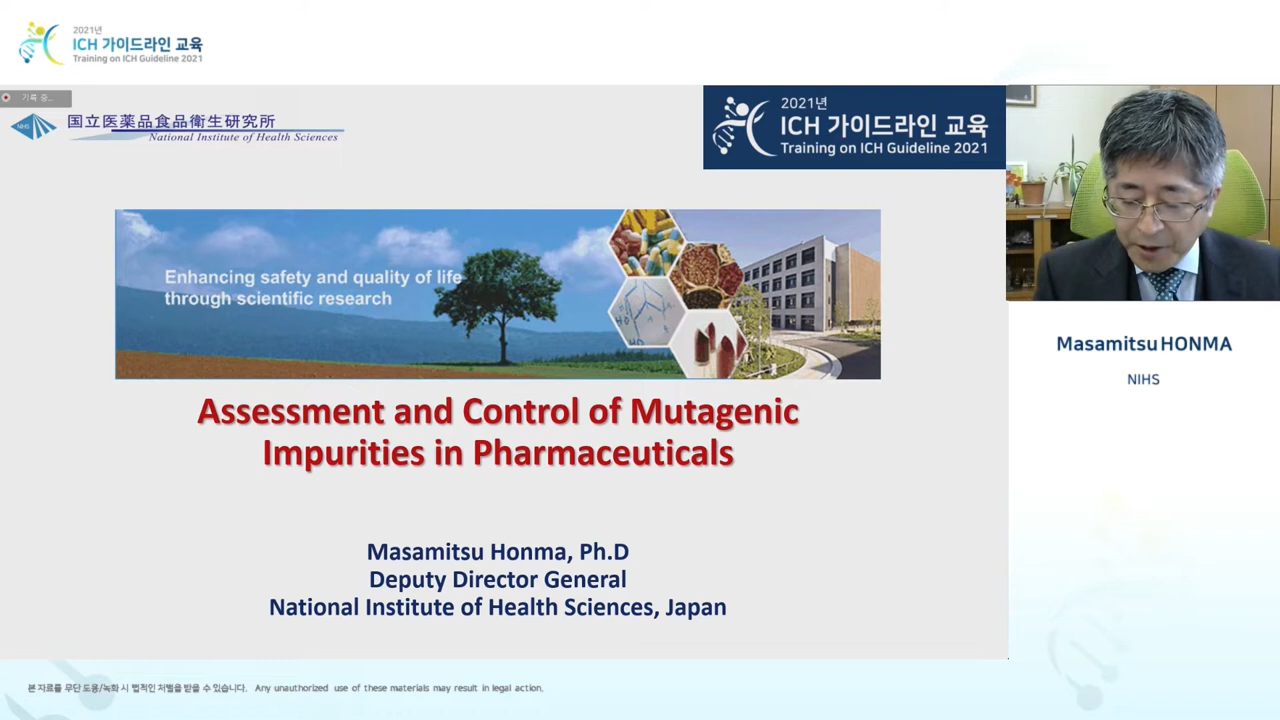 2021년
ICH 가이드라인 교육
Training on ICH Guideline 2021
기록 중...
NIHS
国立医薬品食品衛生研究所
National Institute of Health Sciences
2021년
ICH 가이드라인 교육
Training on ICH Guideline 2021
Enhancing safety and quality of life
through scientific research
HO
Assessment and Control of Mutagenic
Impurities in Pharmaceuticals
Masamitsu HONMA
NIHS
Masamitsu Honma, Ph.D
Deputy Director General
National Institute of Health Sciences, Japan
본 자료를 무단 도용/녹화 시 법적인 처벌을 받을 수 있습니다. Any unauthorized use of these materials may result in legal action.